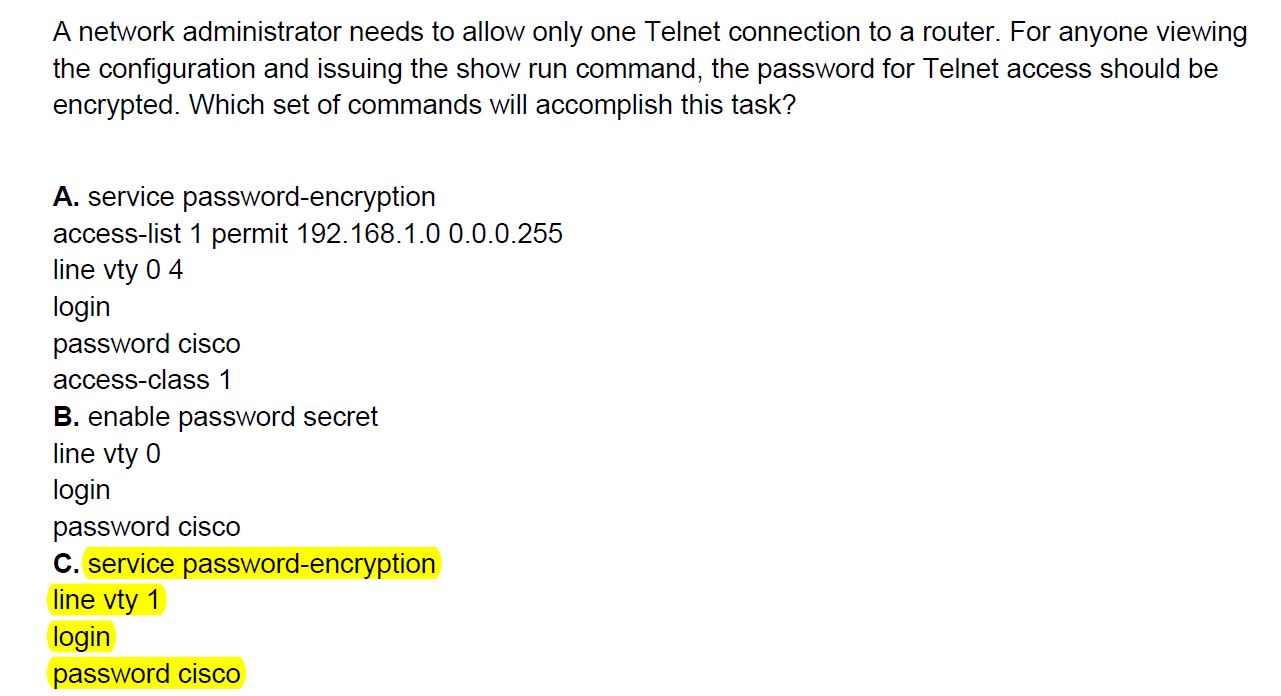 A network administrator needs to allow only one Telnet connection to a router. For anyone viewing
the configuration and issuing the show run command, the password for Telnet access should be
encrypted. Which set of commands will accomplish this task?
A. service password-encryption
access-list 1 permit 192.168.1.0 0.0.0.255
line vty 0 4
login
password cisco
access-class 1
B. enable password secret
line vty 0
login
password cisco
C. service password-encryption
line vty 1
login
password cisco